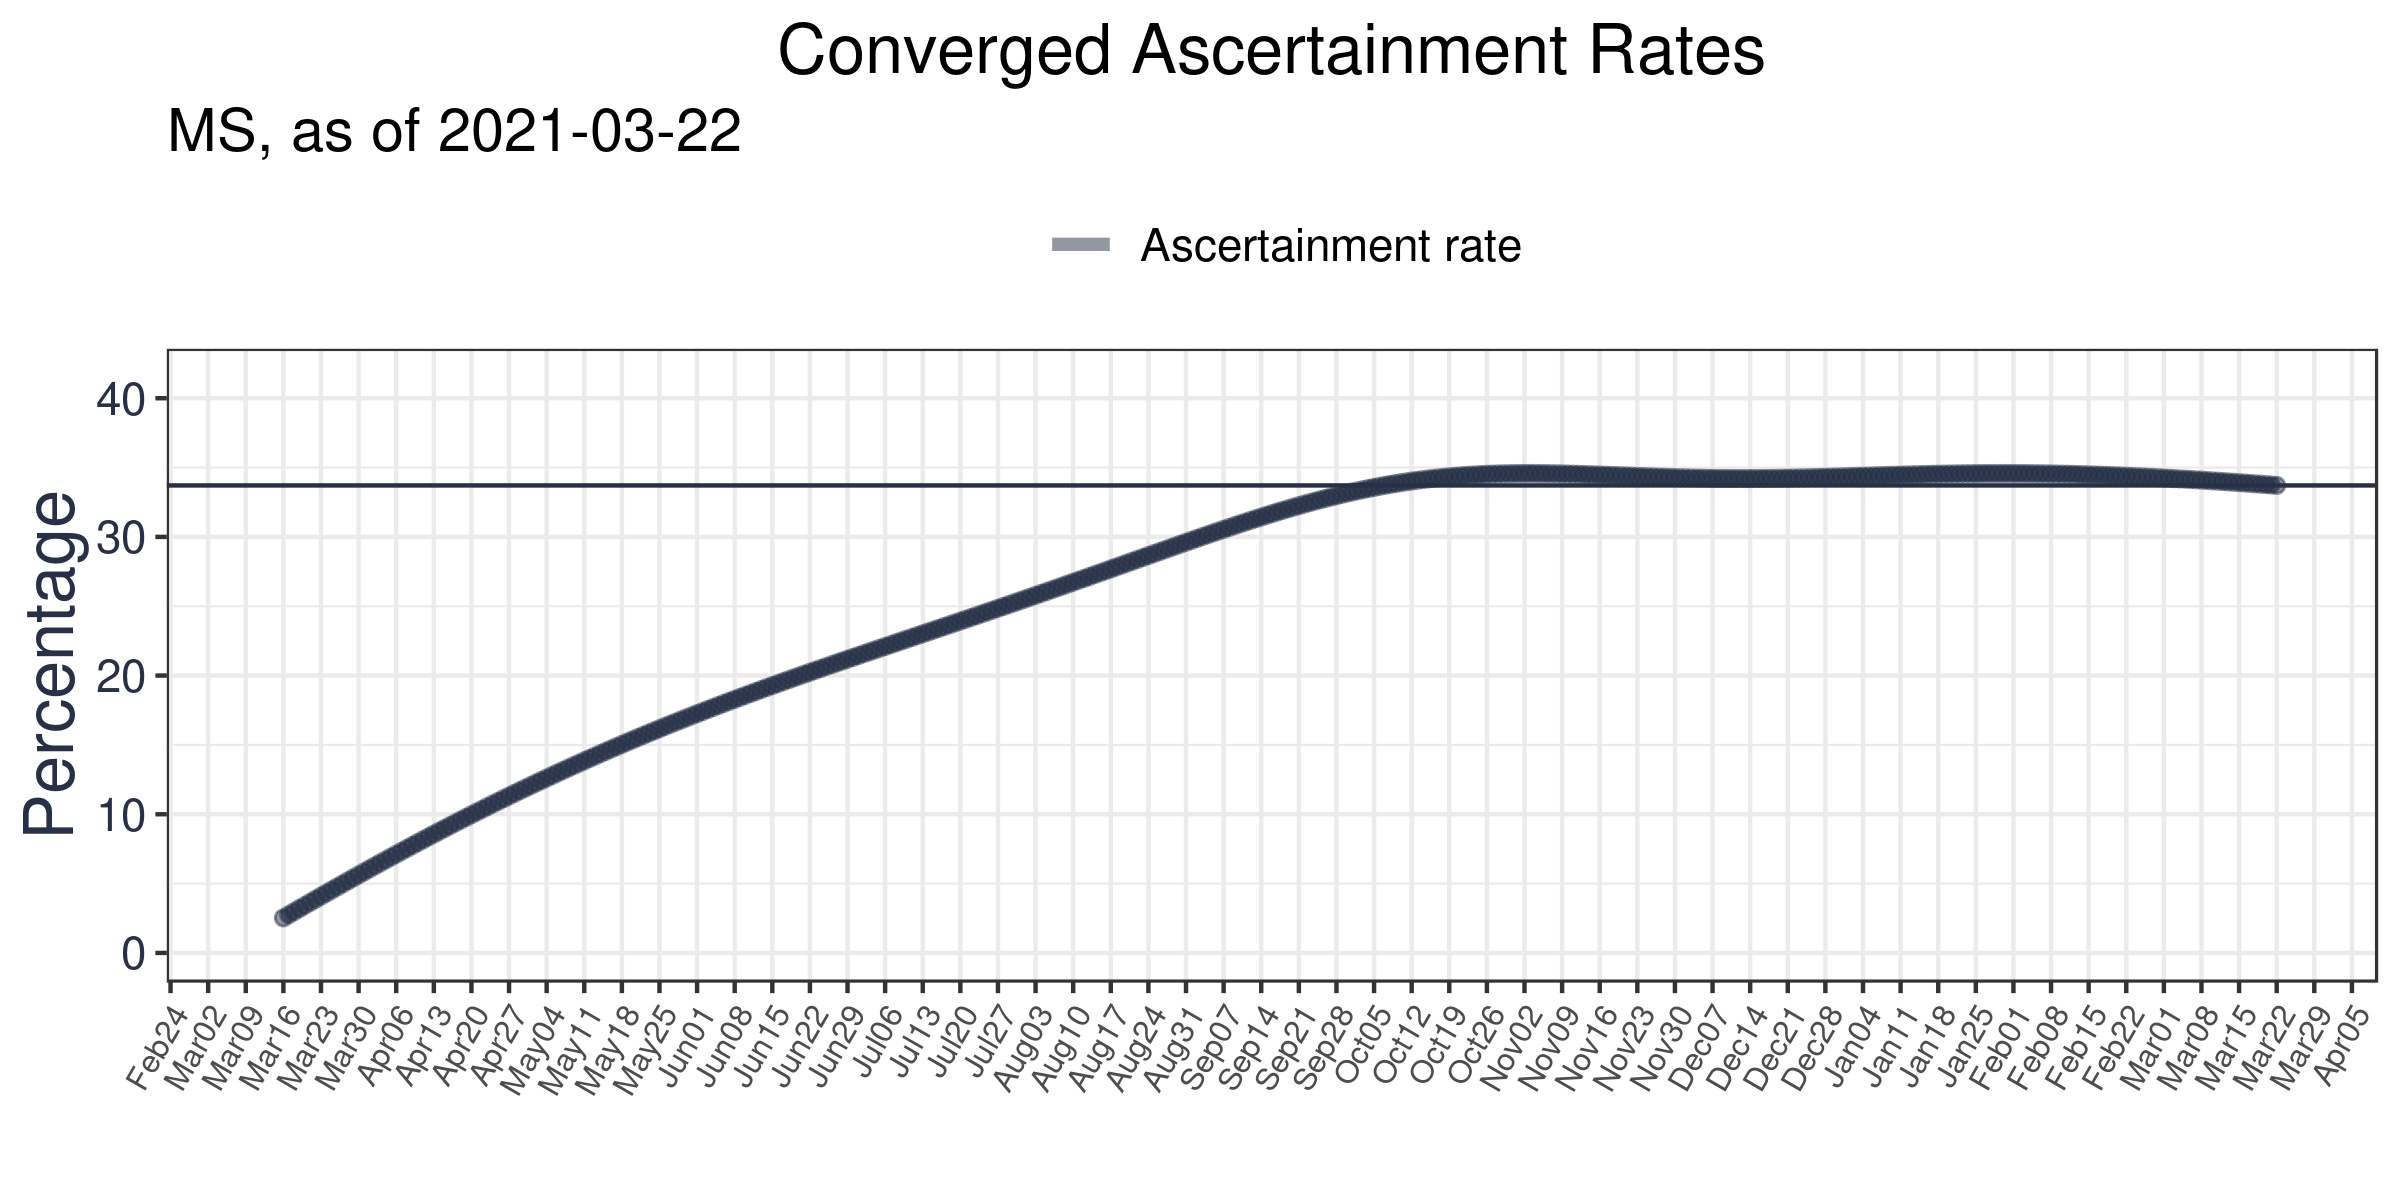 Converged Ascertainment Rates
MS, as of 2021-03-22
Ascertainment rate
Percentage
40
30
20
10
0
Feb24
Mar02
Mar09
Mar16
Mar23
Mar30
Apr06
Apr13
Apr20
Apr27
May04
May11
May18
May25
Jun01
Jun08
Jun15
Jun22
Jun29
Jul06
Jul13
Jul20
Jul27
Aug03
Aug10
Aug17
Aug24
Aug31
Sep07
Sep14
Sep21
Sep28
Oct05
Oct12
Oct19
Oct26
Nov02
Nov09
Nov16
Nov23
Nov30
Dec07
Dec14
Dec21
Dec28
Jan04
Jan11
Jan18
Jan25
Feb01
Feb08
Feb15
Feb22
Mar01
Mar08
Mar15
Mar22
Mar29
Apr05